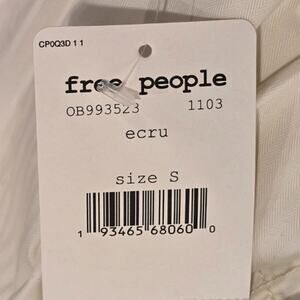 CP0Q3D 1 1
free people
OB993523 1103
ecru
size S
1 93465 68060 0